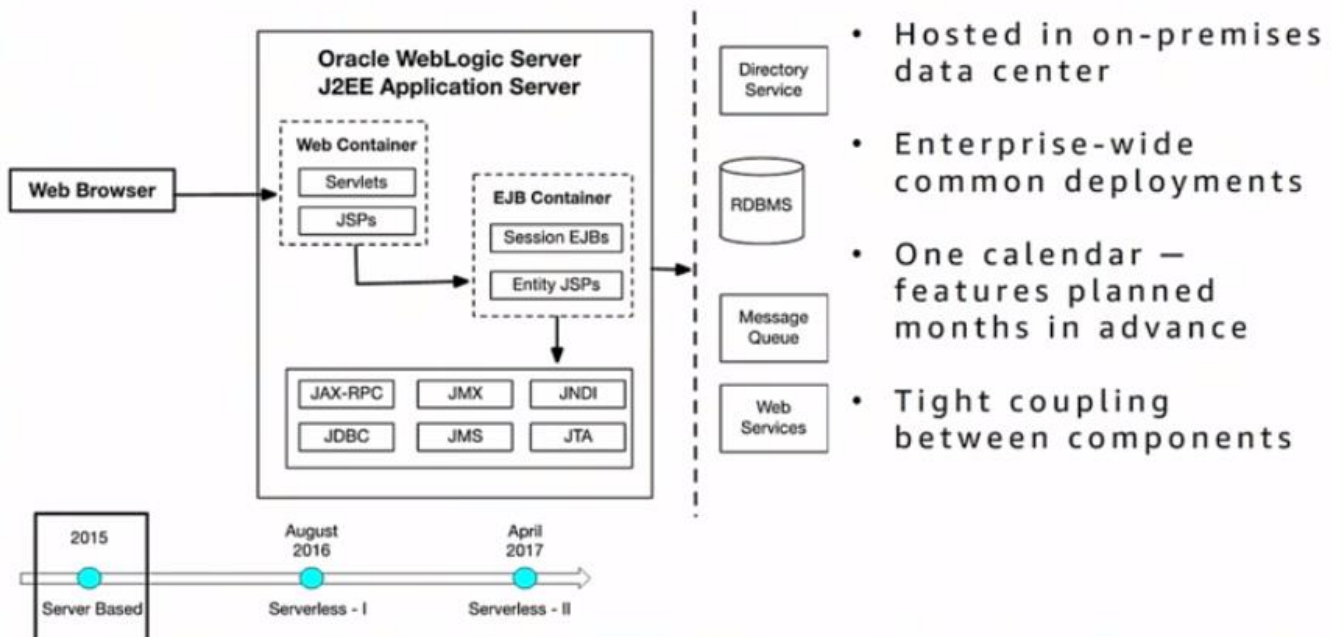 Oracle WebLogic Server
J2EE Application Server
Web Browser
Web Container
Servlets
JSPs
EJB Container
Session EJBs
Entity JSPs
JAX-RPC
JMX
JNDI
JDBC
JMS
JTA
Directory
Service
RDBMS
Message
Queue
Web
Services
• Hosted in on-premises
data center
• Enterprise-wide
common deployments
• One calendar –
features planned
months in advance
• Tight coupling
between components
2015
Server Based
August
2016
Serverless - I
April
2017
Serverless - II